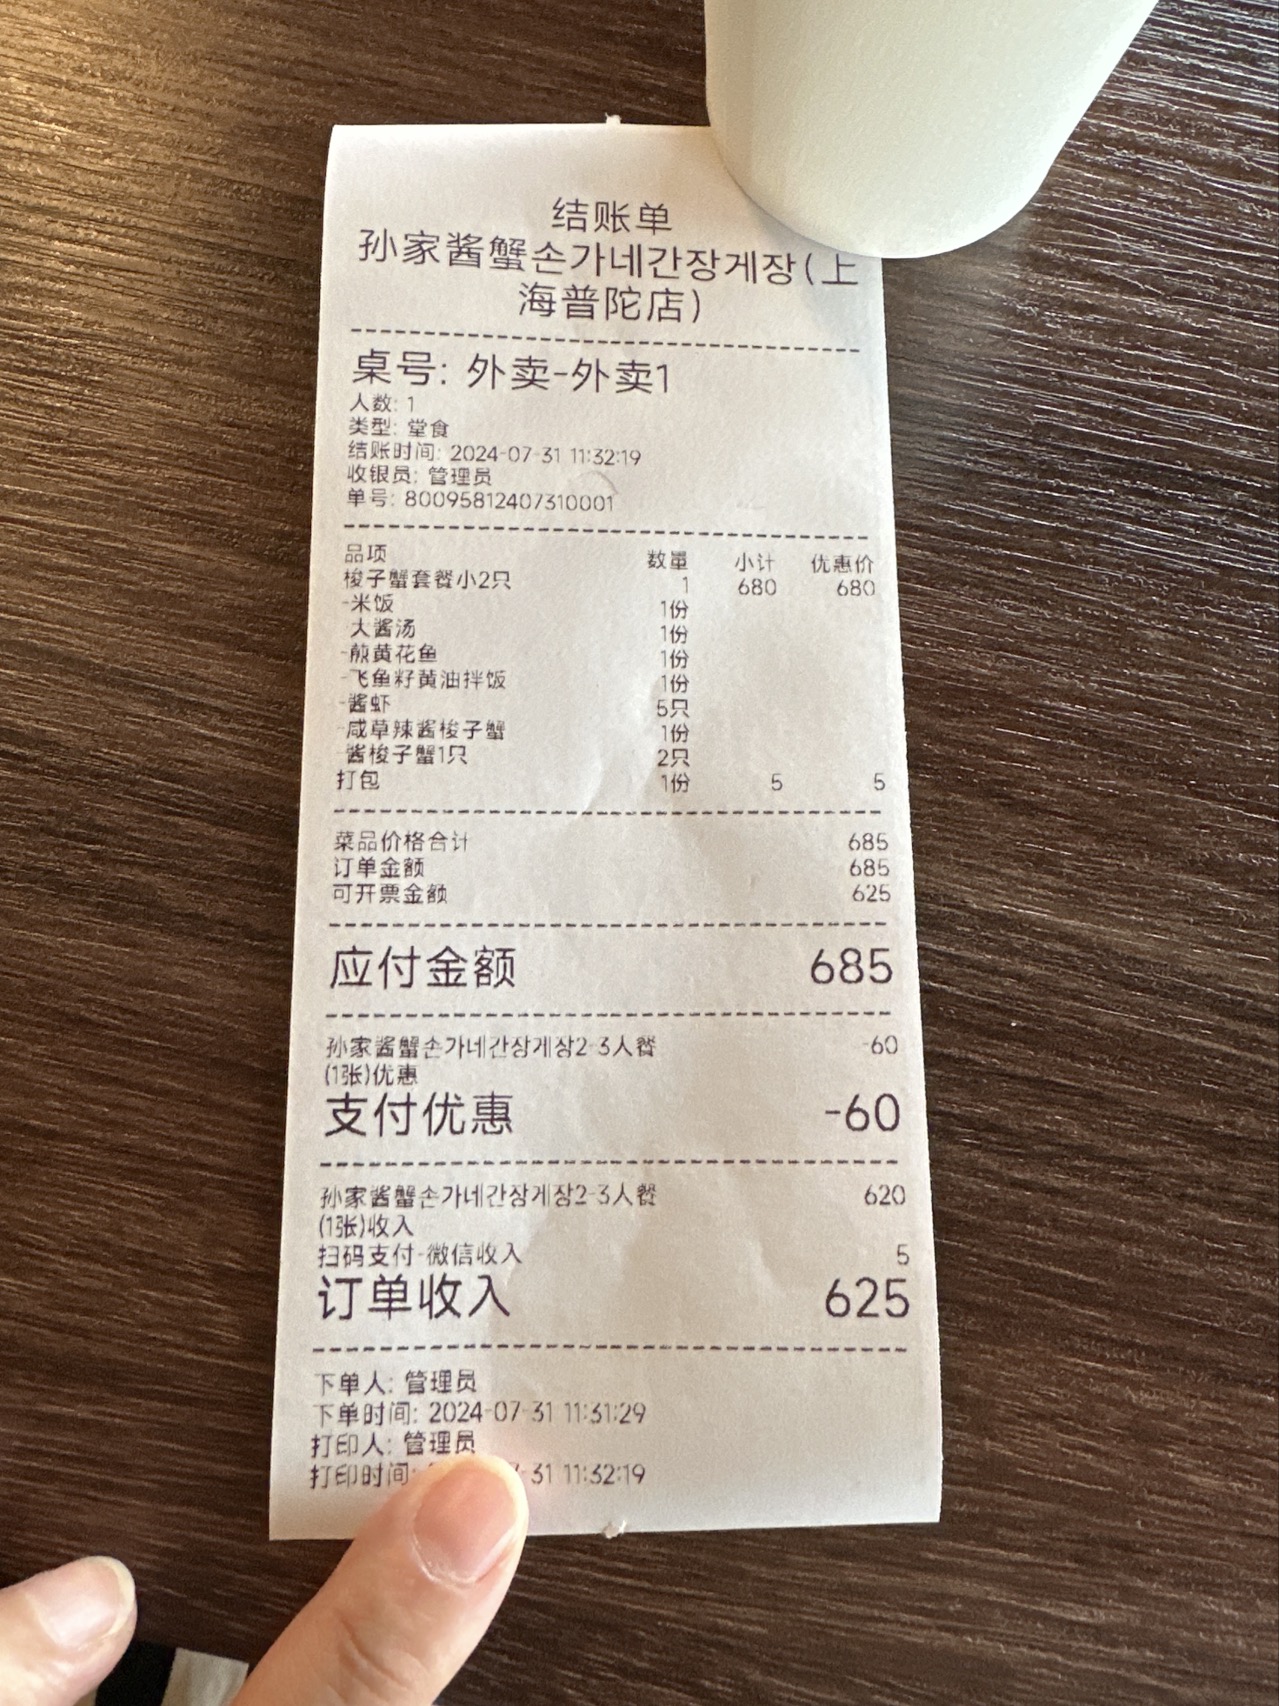 结账单
孙家酱蟹손가네간장게장(上
海普陀店)
桌号: 外卖-外卖1
人数: 1
类型: 堂食
结账时间: 2024-07-31 11:32:19
收银员: 管理员
单号: 80095812407310001
品项 数量 小计 优惠价
梭子蟹套餐小2只 1 680 680
-米饭 1份
大酱汤 1份
-煎黄花鱼 1份
-飞鱼籽黄油拌饭 1份
-酱虾 5只
-咸草辣酱梭子蟹 1份
-酱梭子蟹1只 2只
打包 1份 5 5
菜品价格合计 685
订单金额 685
可开票金额 625
应付金额 685
孙家酱蟹손가네간장게장2-3人餐 -60
(1张)优惠
支付优惠 -60
孙家酱蟹손가네간장게장2-3人餐 620
(1张)收入
扫码支付-微信收入 5
订单收入 625
下单人: 管理员
下单时间: 2024-07-31 11:31:29
打印人: 管理员
打印时间: 31 11:32:19